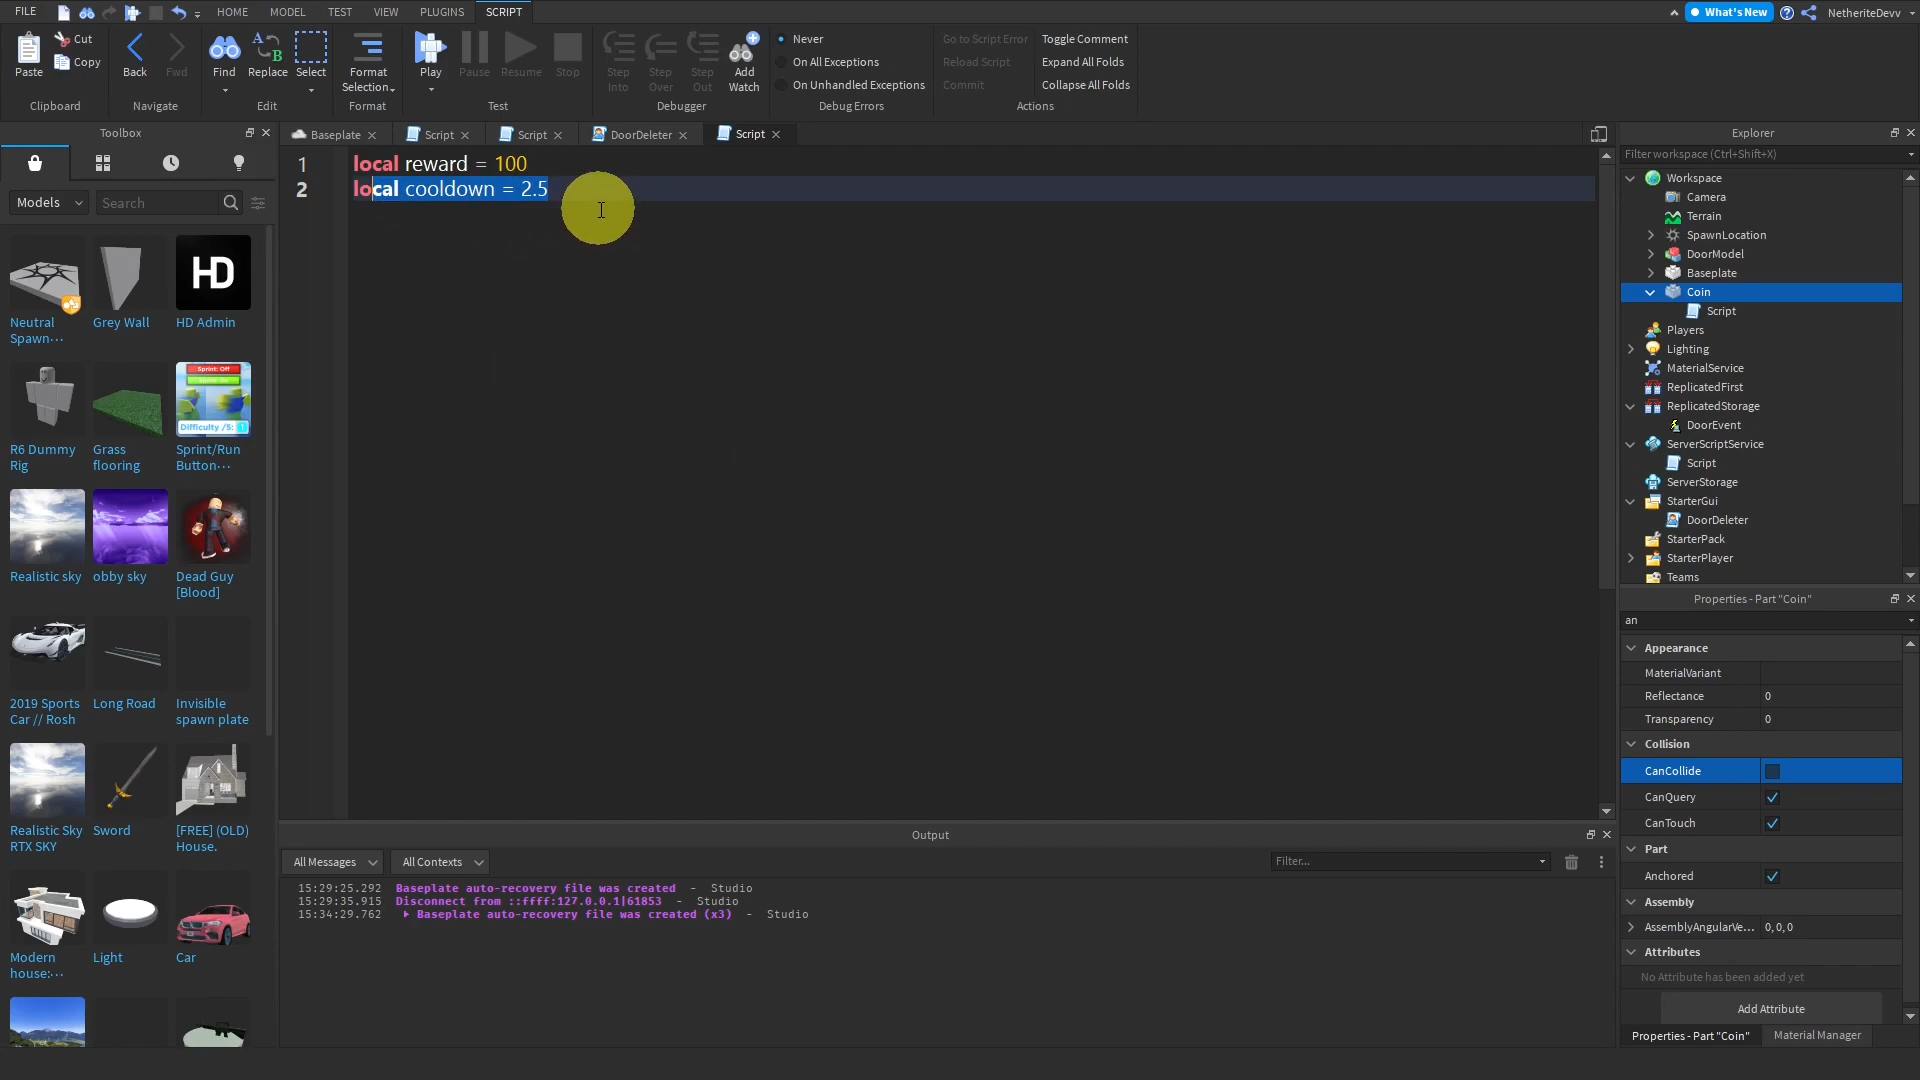 FILE
HOME
MODEL
TEST
VIEW
PLUGINS
SCRIPT
What's New
NetheriteDevv
Paste
Cut
Copy
Clipboard
Back
Fwd
Navigate
Find
Replace
Select
Edit
Format
Selection
Format
Play
Pause
Resume
Stop
Test
Step
Into
Step
Over
Step
Out
Add
Watch
Debugger
Never
On All Exceptions
On Unhandled Exceptions
Debug Errors
Go to Script Error
Reload Script
Commit
Toggle Comment
Expand All Folds
Collapse All Folds
Actions
Toolbox
Models
Search
Neutral
Spawn...
Grey Wall
HD
HD Admin
R6 Dummy
Rig
Grass
flooring
Sprint: Off
Difficulty /5: 1
Sprint/Run
Button...
Realistic sky
obby sky
Dead Guy
[Blood]
2019 Sports
Car // Rosh
Long Road
Invisible
spawn plate
Realistic Sky
RTX SKY
Sword
[FREE] (OLD)
House.
Modern
house:...
Light
Car
Baseplate
Script
Script
DoorDeleter
Script
1 local reward = 100
2 local cooldown = 2.5
Output
All Messages
All Contexts
Filter...
15:29:25.292 Baseplate auto-recovery file was created - Studio
15:29:35.915 Disconnect from ::ffff:127.0.0.1|61853 - Studio
15:34:29.762 Baseplate auto-recovery file was created (x3) - Studio
Explorer
Filter workspace (Ctrl+Shift+X)
Workspace
Camera
Terrain
SpawnLocation
DoorModel
Baseplate
Coin
Script
Players
Lighting
MaterialService
ReplicatedFirst
ReplicatedStorage
DoorEvent
ServerScriptService
Script
ServerStorage
StarterGui
DoorDeleter
StarterPack
StarterPlayer
Teams
Properties - Part "Coin"
an
Appearance
MaterialVariant
Reflectance 0
Transparency 0
Collision
CanCollide
CanQuery
CanTouch
Part
Anchored
Assembly
AssemblyAngularVe... 0, 0, 0
Attributes
No Attribute has been added yet
Add Attribute
Properties - Part "Coin"
Material Manager